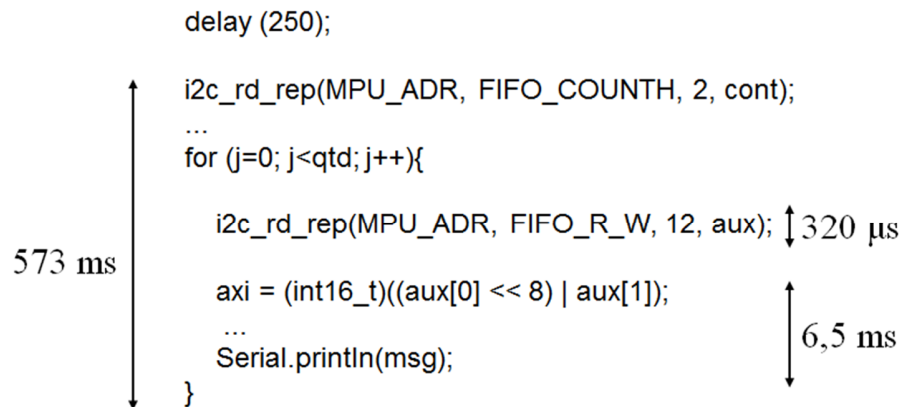 delay (250);
i2c_rd_rep(MPU_ADR, FIFO_COUNTH, 2, cont);
...
for (j=0; j<qtd; j++){
i2c_rd_rep(MPU_ADR, FIFO_R_W, 12, aux); 320 μs
573 ms
axi = (int16_t)((aux[0] << 8) | aux[1]);
...
6,5 ms
Serial.println(msg);
}